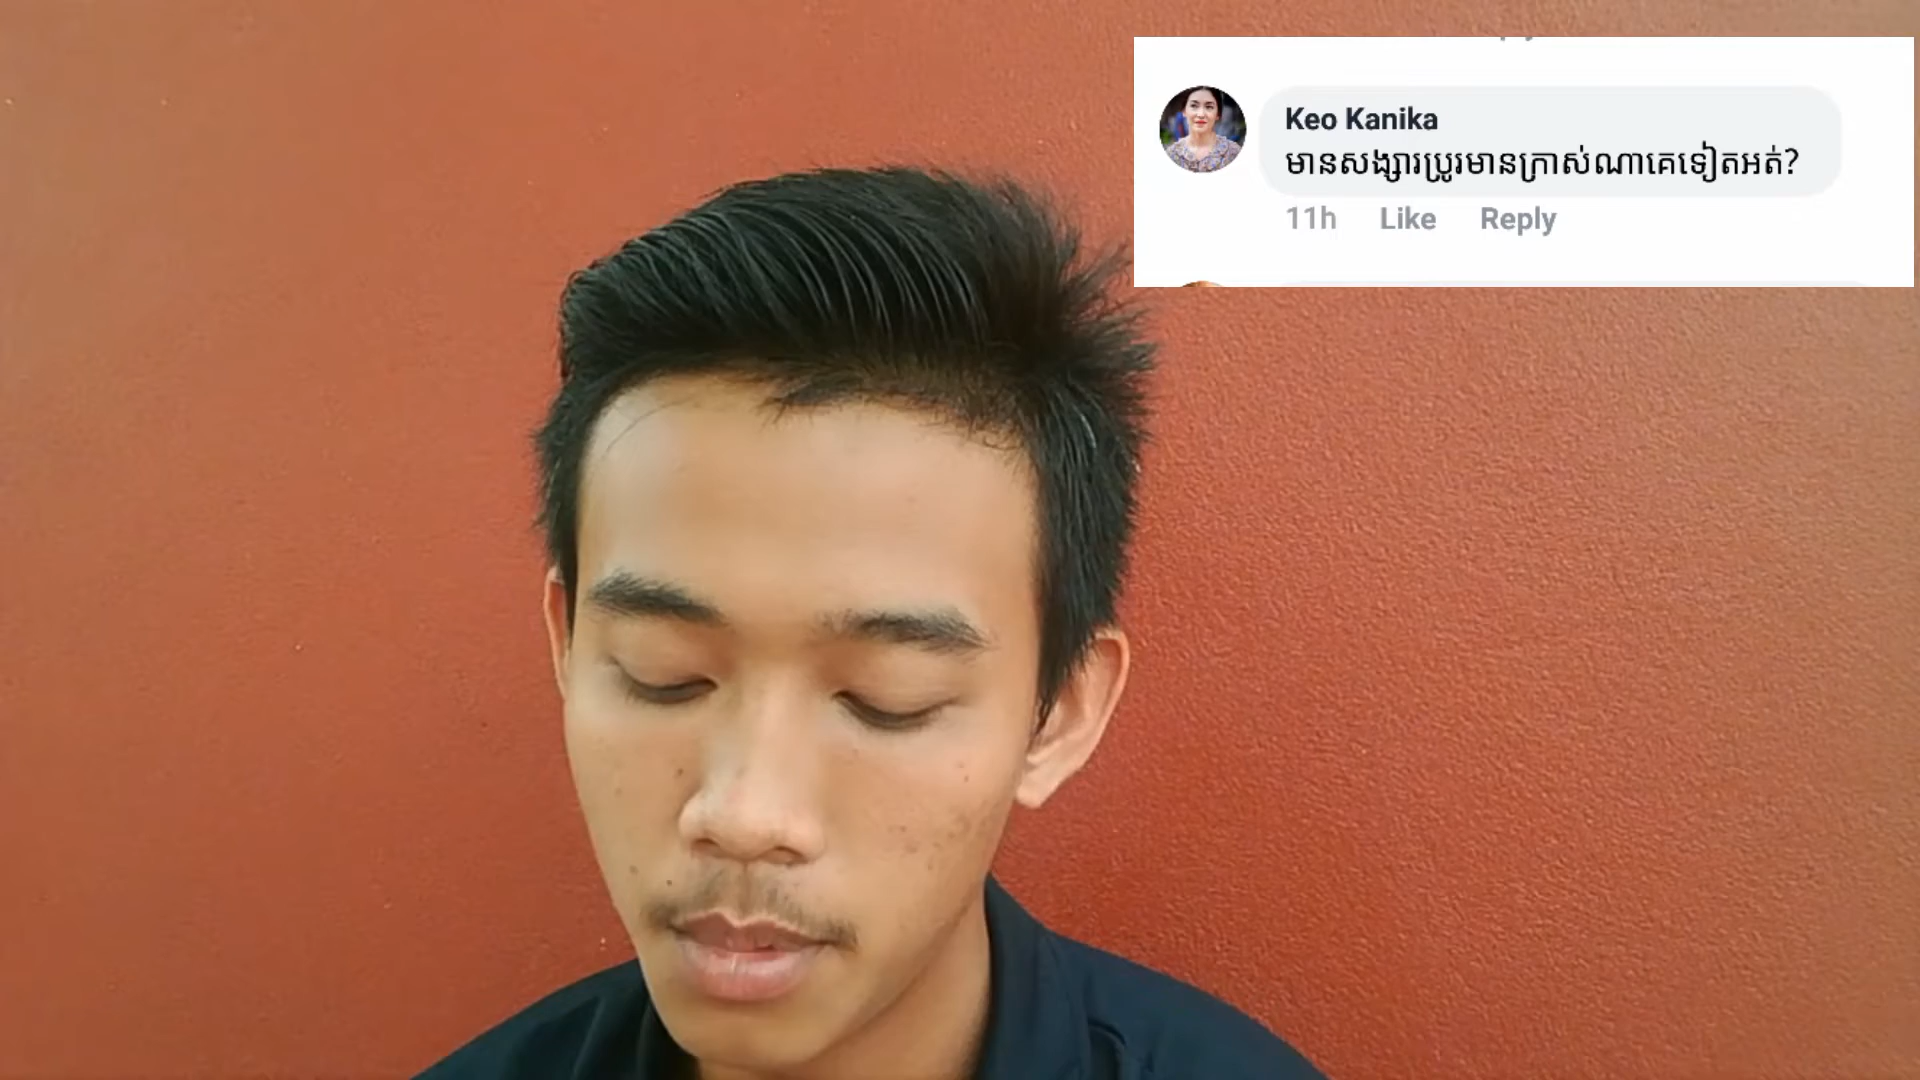 Keo Kanika
មានសង្សារប្រូរមានក្រាស់ណាគេទៀតអត់?
11h Like Reply